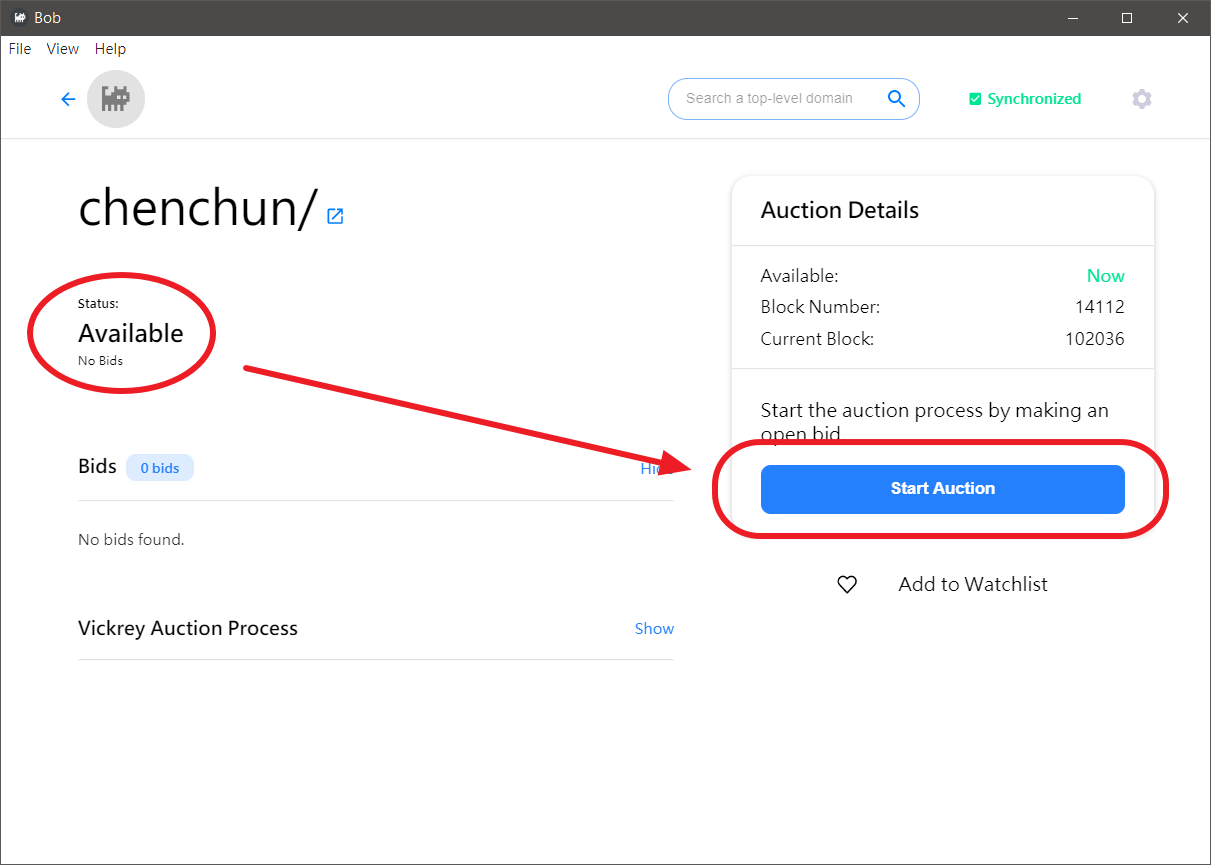 Bob
File View Help
Search a top-level domain
Synchronized
chenchun/
Status:
Available
No Bids
Bids 0 bids
No bids found.
Vickrey Auction Process Show
Auction Details
Available: Now
Block Number: 14112
Current Block: 102036
Start the auction process by making an
open bid
Start Auction
Add to Watchlist